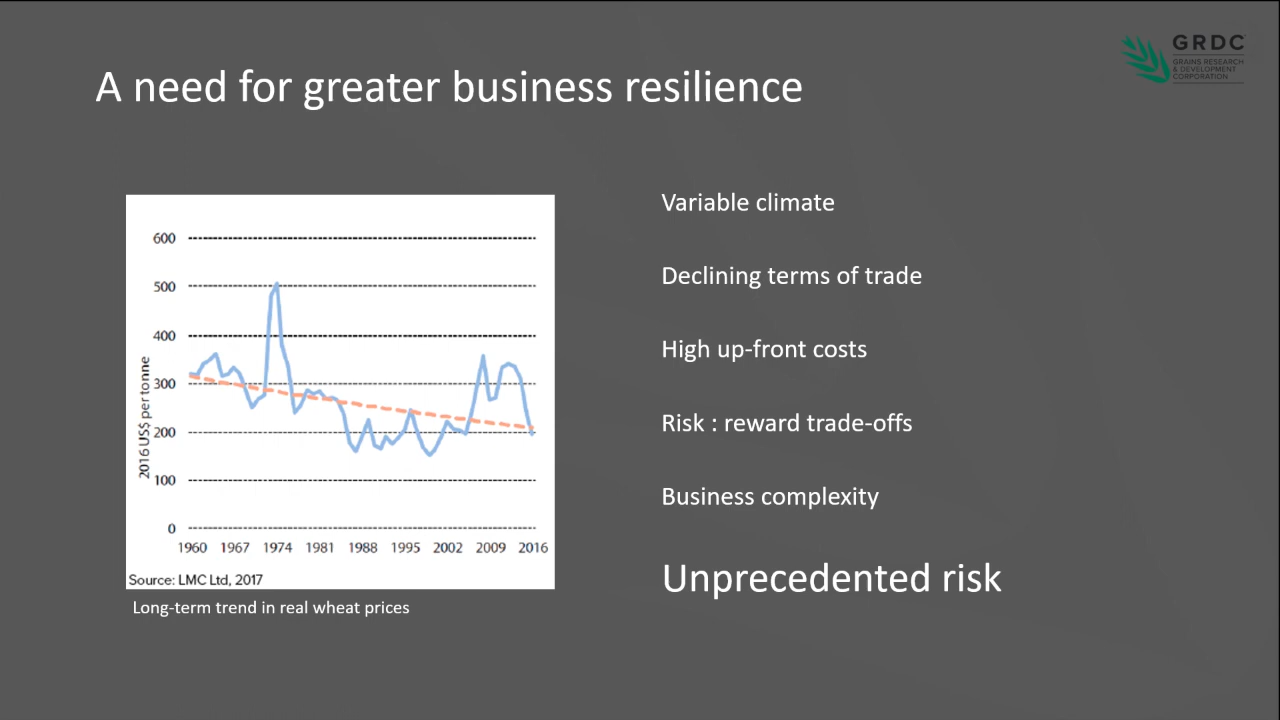 GRDC
GRAINS RESEARCH
& DEVELOPMENT
CORPORATION
A need for greater business resilience
600
500
400
300
200
100
0
2016 US$ per tonne
1960 1967 1974 1981 1988 1995 2002 2009 2016
Source: LMC Ltd, 2017
Long-term trend in real wheat prices
Variable climate
Declining terms of trade
High up-front costs
Risk : reward trade-offs
Business complexity
Unprecedented risk